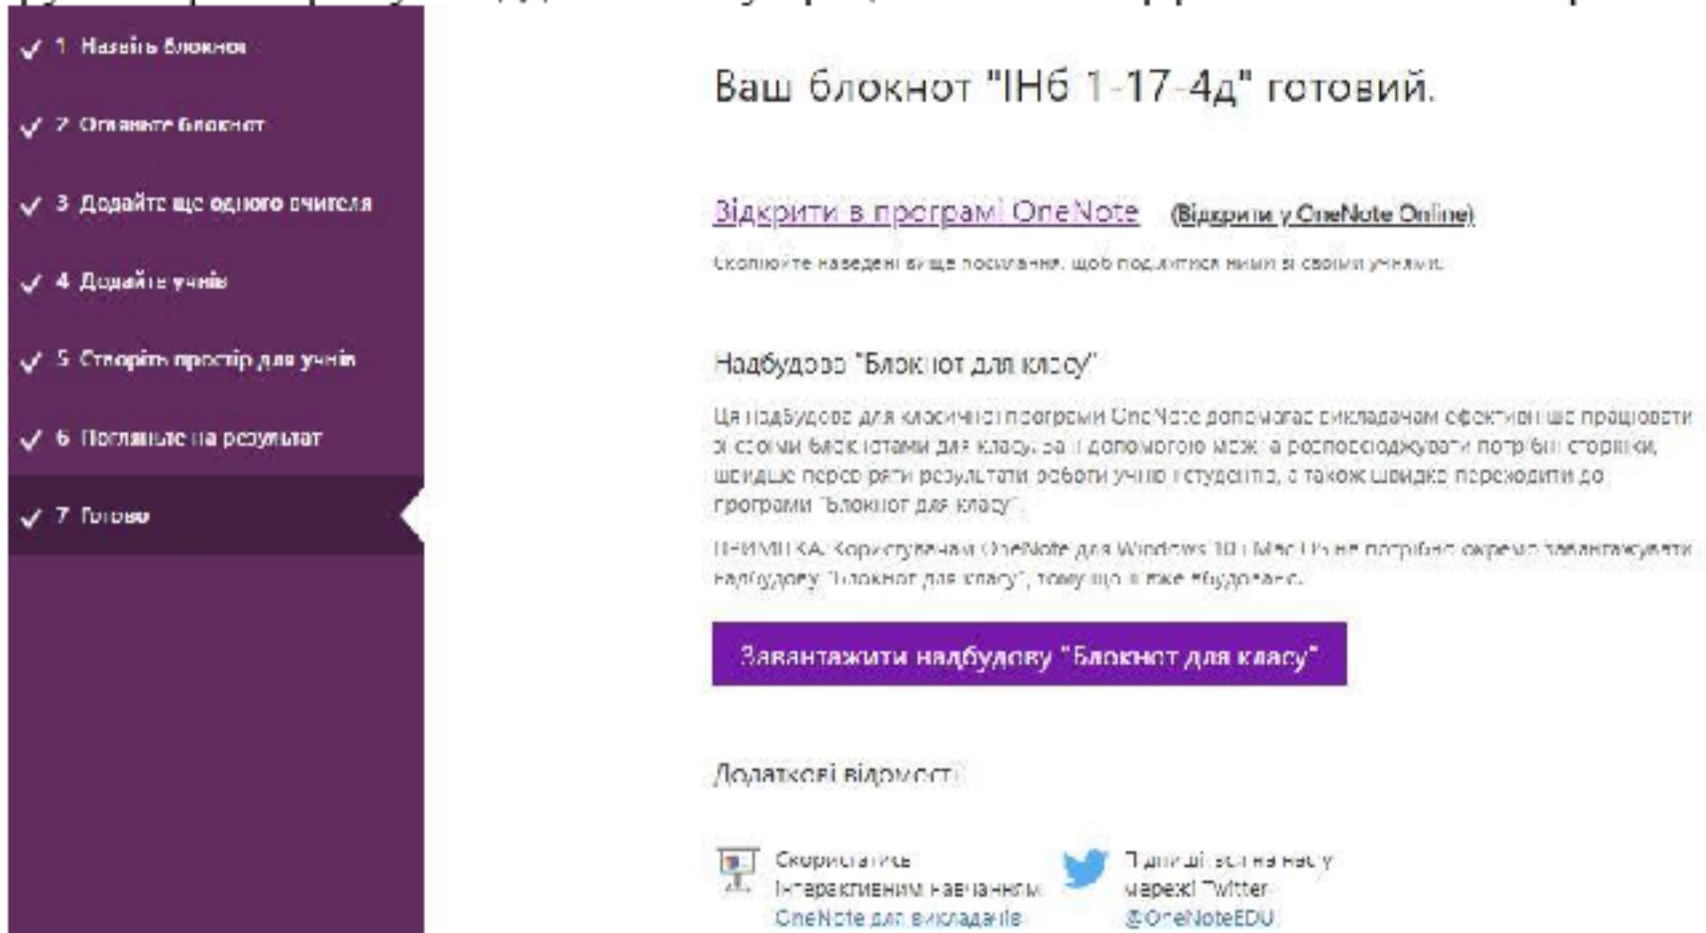 ✓ 1 Назвіть блокнот
✓ 2 Огляньте блокнот
✓ 3 Додайте ще одного вчителя
✓ 4 Додайте учнів
✓ 5 Створіть простір для учнів
✓ 6 Погляньте на результат
✓ 7 Готово
Ваш блокнот "ІНб 1-17-4д" готовий.
Відкрити в програмі OneNote (Відкрити у OneNote Online)
Скопіюйте наведені вище посилання, щоб поділитися ними зі своїми учнями.
Надбудова "Блокнот для класу"
Ця надбудова для класичної програми OneNote допомагає викладачам ефективніше працювати
зі своїми блокнотами для класу. За її допомогою можна розповсюджувати потрібні сторінки,
швидше перевіряти результати роботи учнів і студентів, а також швидко переходити до
програми "Блокнот для класу".
ПРИМІТКА. Користувачам OneNote для Windows 10 і Mac OS не потрібно окремо завантажувати
надбудову "Блокнот для класу", тому що її вже вбудовано.
Завантажити надбудову "Блокнот для класу"
Додаткові відомості
Скористатись
інтерактивним навчанням
OneNote для викладачів
Підпишіться на нас у
мережі Twitter
@OneNoteEDU